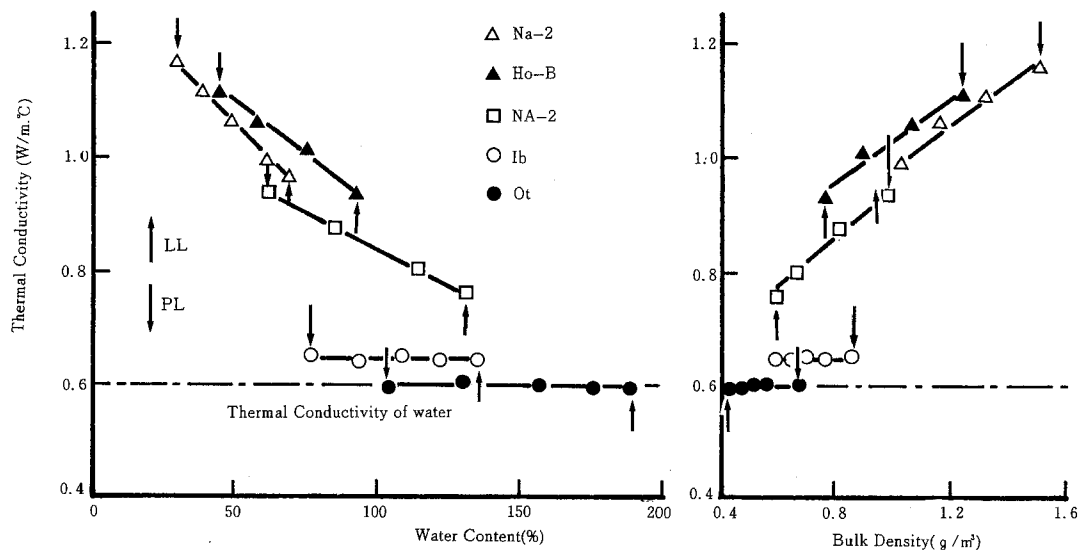 Thermal Conductivity (W/m.℃)
1.2
1.0
0.8
0.6
0.4
0
50
100
150
200
Water Content(%)
LL
PL
Na-2
Ho-B
NA-2
Ib
Ot
Thermal Conductivity of water
1.2
1.0
0.8
0.6
0.4
0.4
0.8
1.2
1.6
Bulk Density(g/m³)